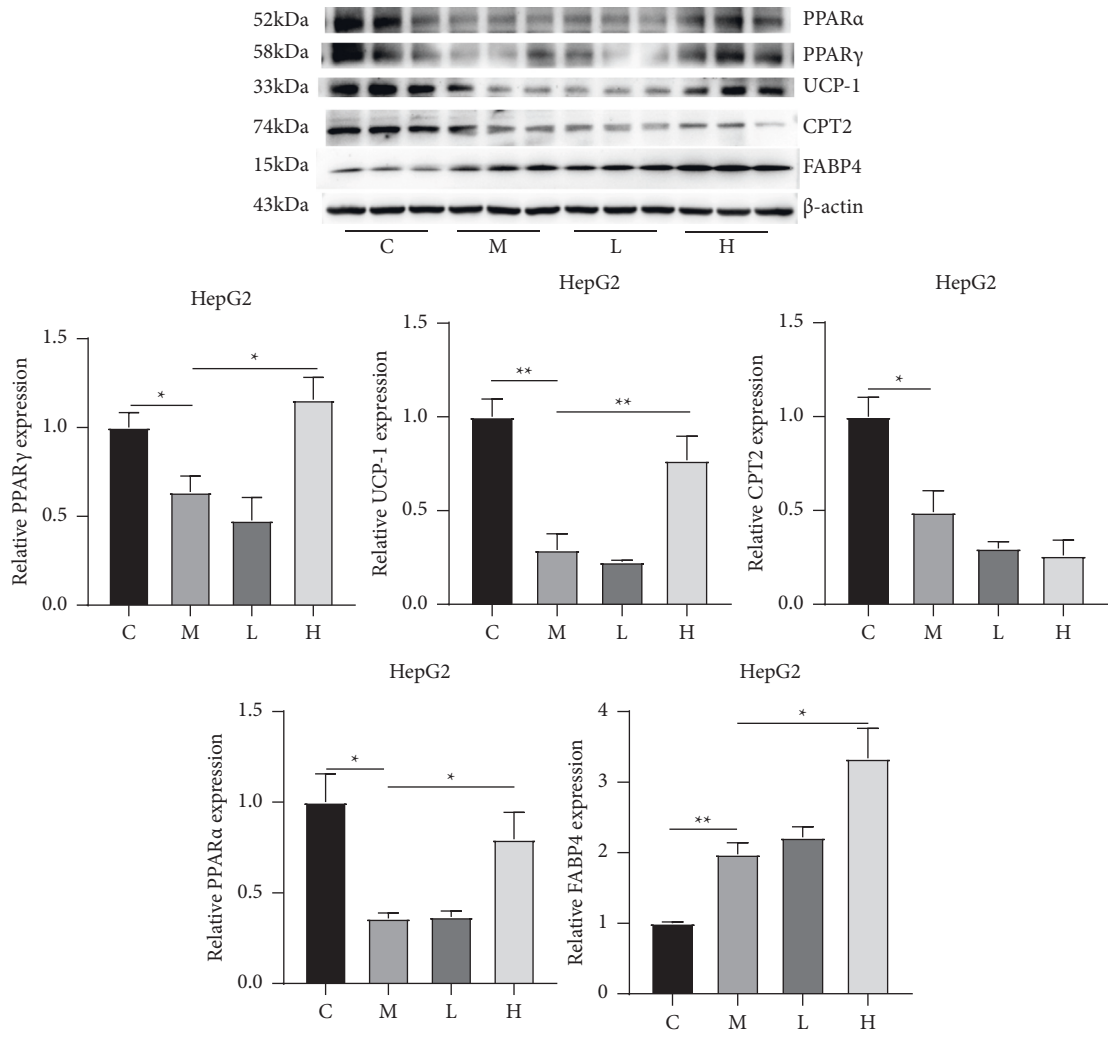 52kDa PPARα
58kDa PPARγ
33kDa UCP-1
74kDa CPT2
15kDa FABP4
43kDa β-actin
C M L H
HepG2
Relative PPARγ expression
1.5
1.0
0.5
0.0
* *
C M L H
HepG2
Relative UCP-1 expression
1.5
1.0
0.5
0.0
** **
C M L H
HepG2
Relative CPT2 expression
1.5
1.0
0.5
0.0
*
C M L H
HepG2
Relative PPARα expression
1.5
1.0
0.5
0.0
* *
C M L H
HepG2
Relative FABP4 expression
4
3
2
1
0
** *
C M L H